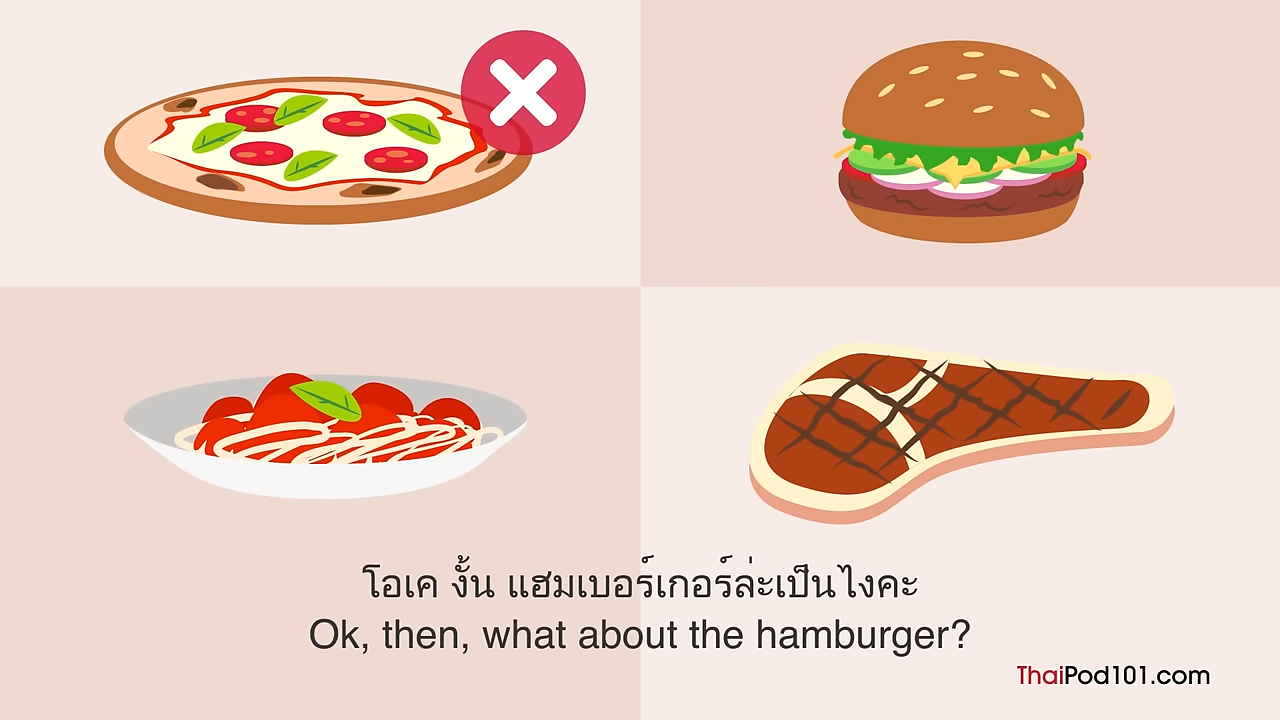 โอเค งั้น แฮมเบอร์เกอร์ล่ะเป็นไงคะ
Ok, then, what about the hamburger?
ThaiPod101.com